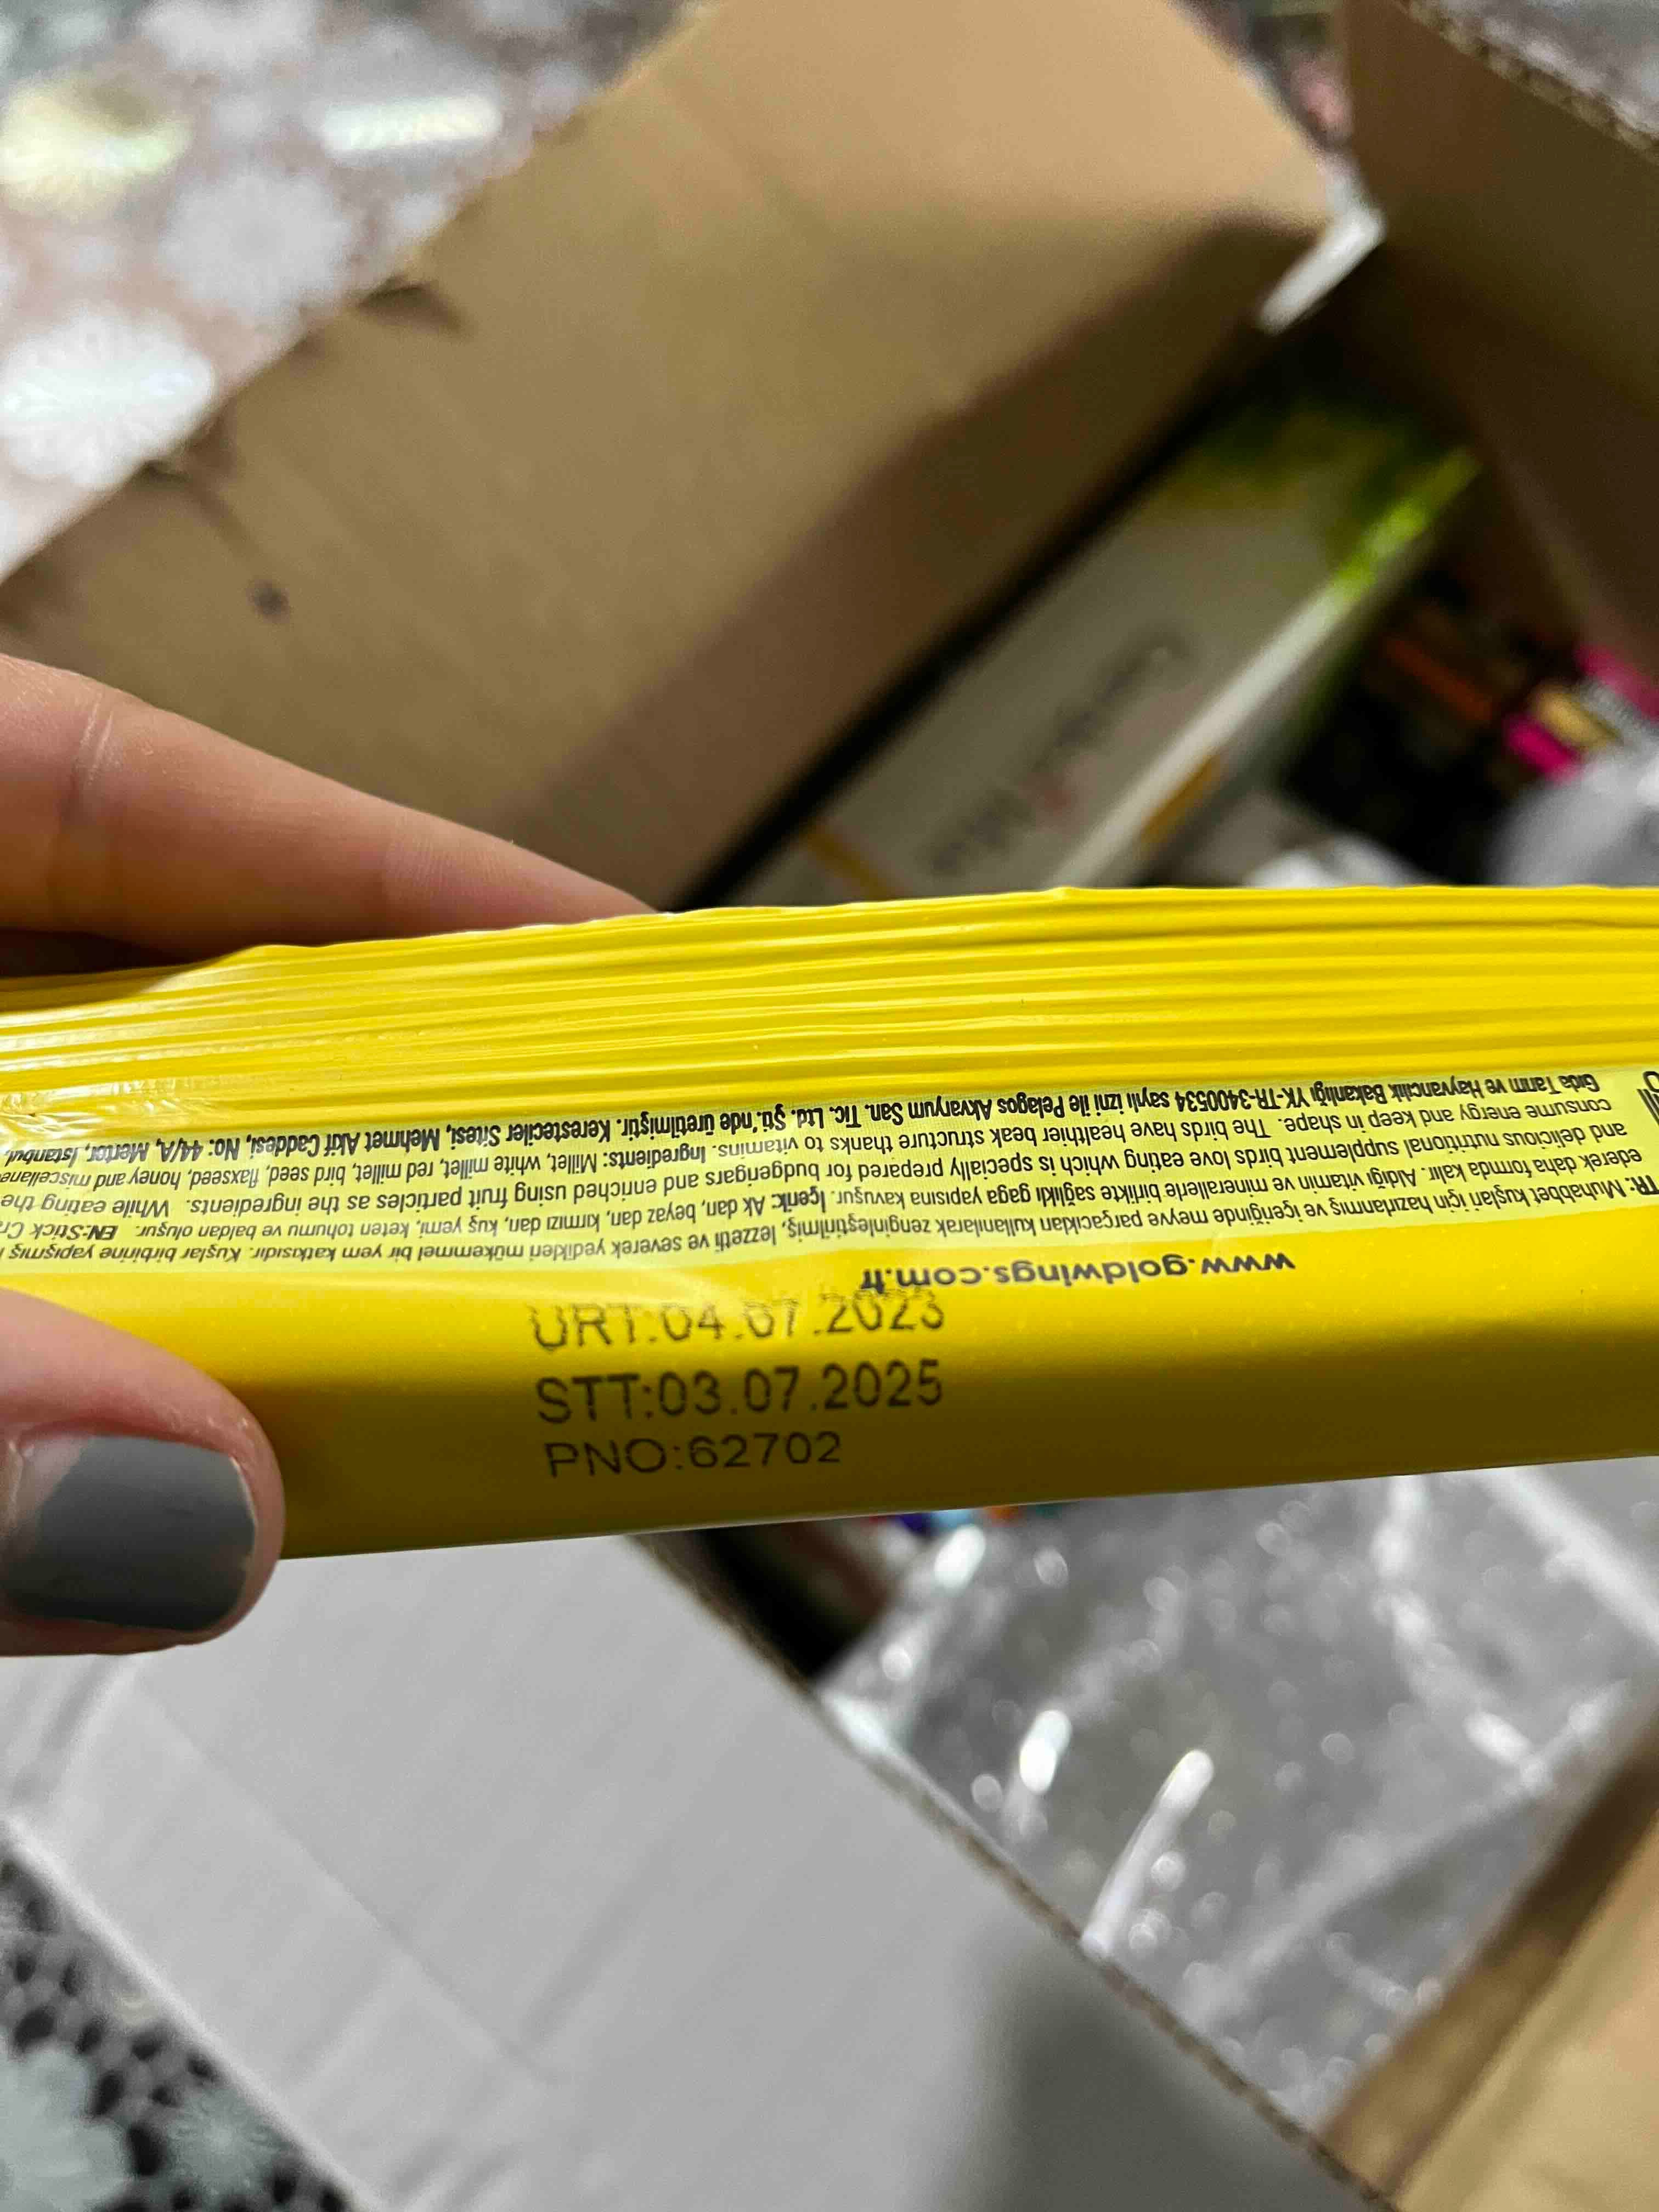 URT:04.07.2023
STT:03.07.2025
PNO:62702
www.goldwings.com.tr
TR: Muhabbet kuşları için hazırlanmış ve içeriğinde meyve parçacıkları kullanılarak zenginleştirilmiş, lezzetli ve severek yedikleri mükemmel bir yem katkısıdır. Kuşlar birbirine yapışmış
ederek daha formda kalır. Aldığı vitamin ve minerallerle birlikte sağlıklı gaga yapısına kavuşur. İçerik: Ak darı, beyaz darı, kırmızı darı, kuş yemi, keten tohumu ve baldan oluşur. EN:Stick
and delicious nutritional supplement birds love eating which is specially prepared for budgerigars and enriched using fruit particles as the ingredients. While eating the
consume energy and keep in shape. The birds have healthier beak structure thanks to vitamins. Ingredients: Millet, white millet, red millet, bird seed, flaxseed, honey and
Gıda Tarım ve Hayvancılık Bakanlığı YK-TR-3400534 sayılı izni ile Pelagos Akvaryum San. Tic. Ltd. Şti.'nde üretilmiştir. Keresteciler Sitesi, Mehmet Akif Caddesi, No: 44/A, Merter, İstanbul,